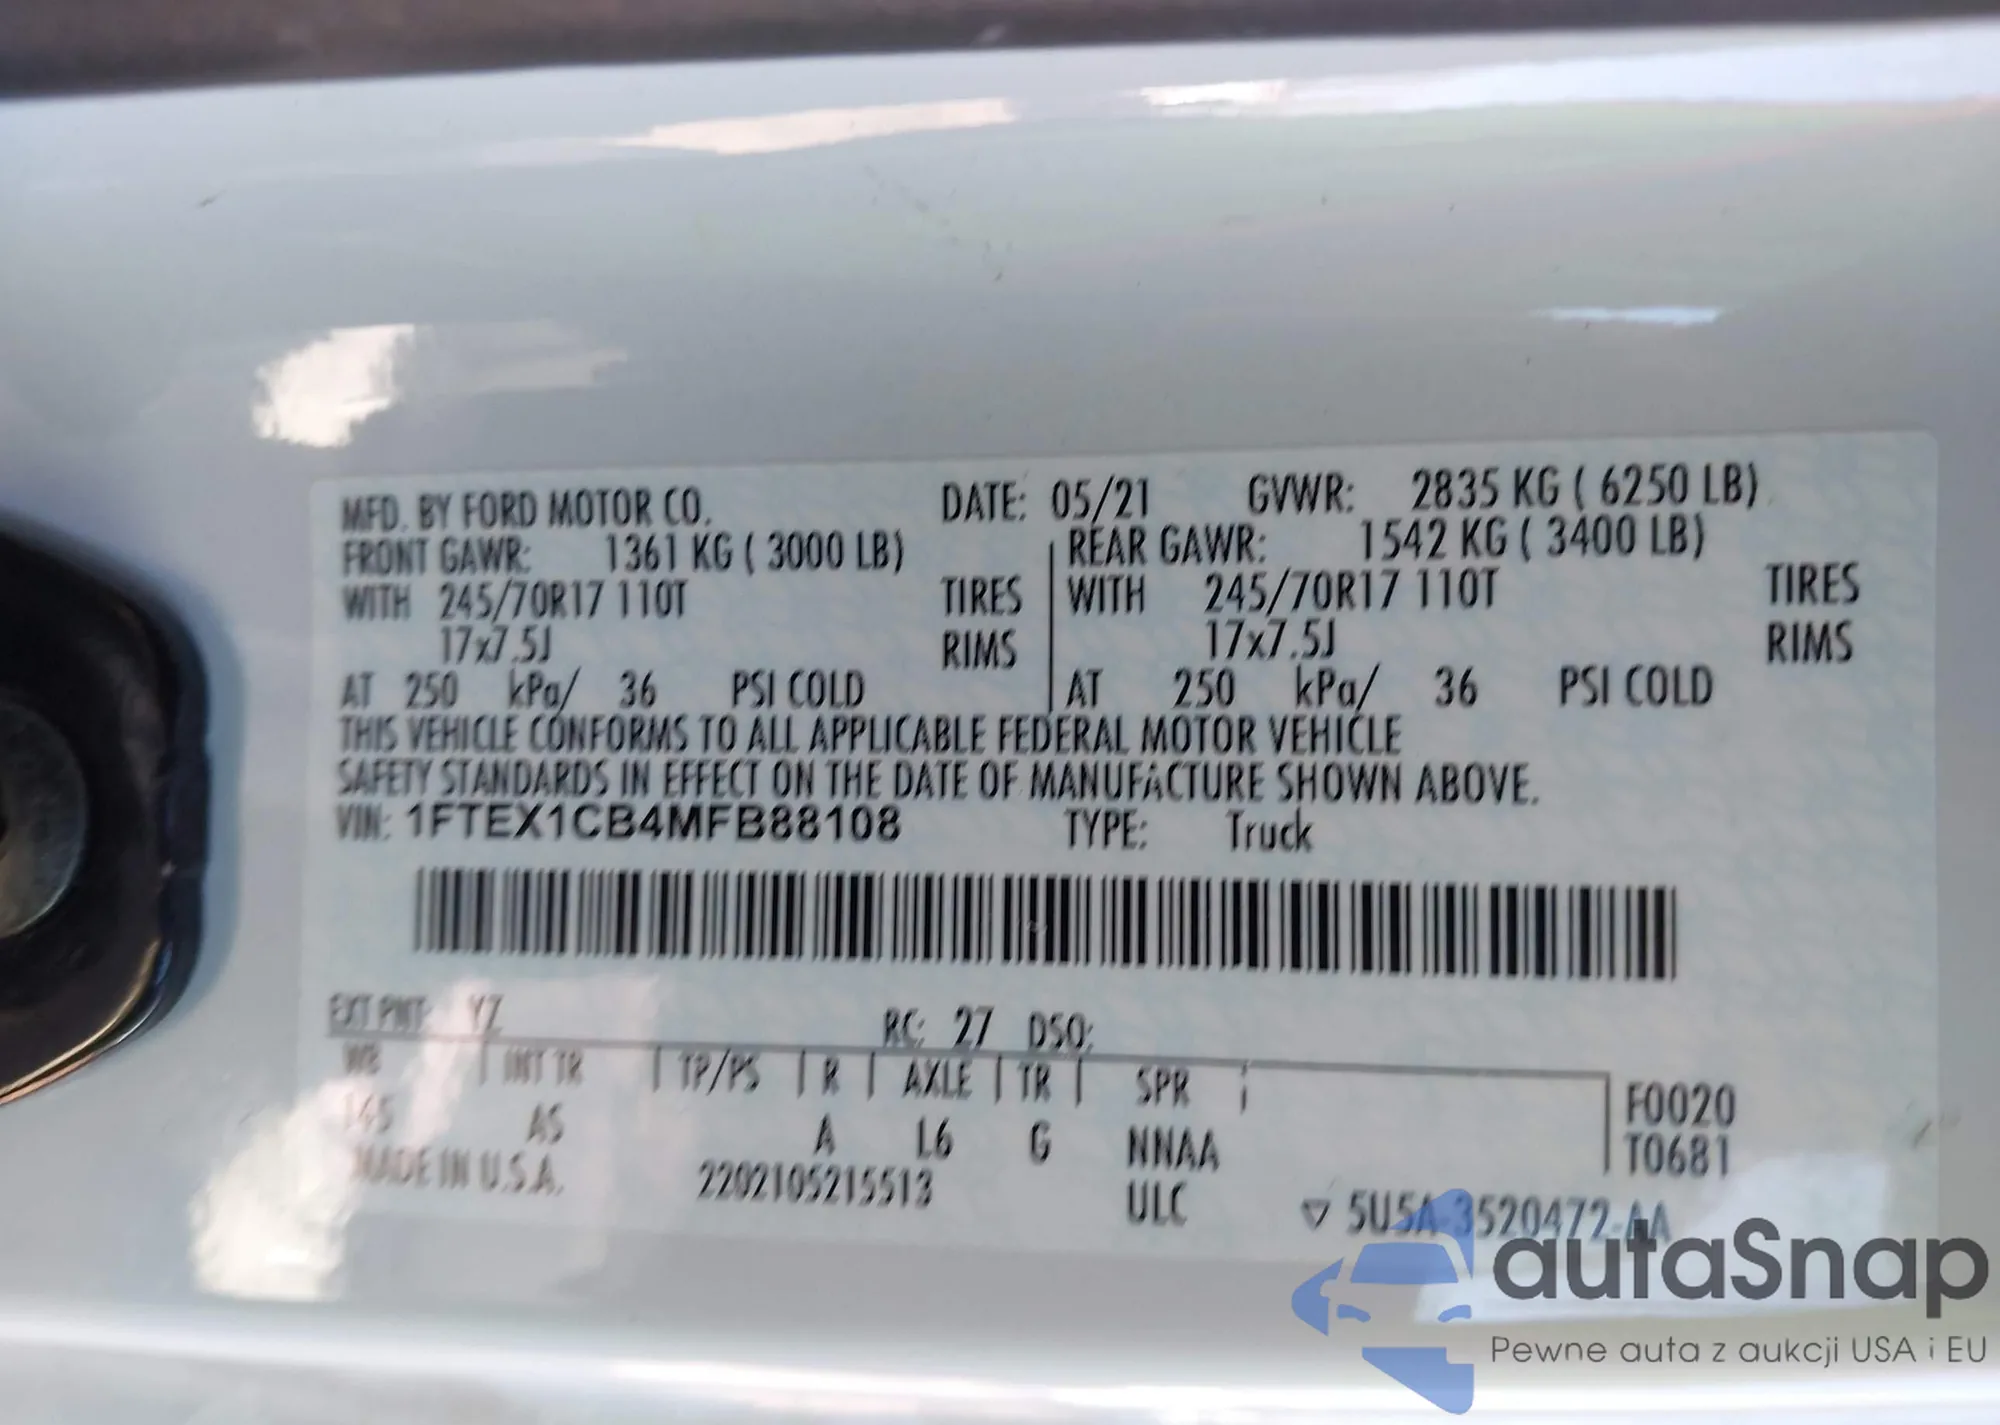 MFD. BY FORD MOTOR CO. DATE: 05/21 GVWR: 2835 KG ( 6250 LB)
FRONT GAWR: 1361 KG ( 3000 LB) REAR GAWR: 1542 KG ( 3400 LB)
WITH 245/70R17 110T TIRES WITH 245/70R17 110T TIRES
17x7.5J RIMS 17x7.5J RIMS
AT 250 kPa/ 36 PSI COLD AT 250 kPa/ 36 PSI COLD
THIS VEHICLE CONFORMS TO ALL APPLICABLE FEDERAL MOTOR VEHICLE
SAFETY STANDARDS IN EFFECT ON THE DATE OF MANUFACTURE SHOWN ABOVE.
VIN: 1FTEX1CB4MFB88108 TYPE: Truck
EXT PNT: YZ RC: 27 DSO:
WB INT TR TP/PS R AXLE TR SPR F0020
145 AS A L6 G NNAA T0681
MADE IN U.S.A. 2202105215513 ULC ▽ 5U5A-3520472-AA
autaSnap
Pewne auta z aukcji USA i EU